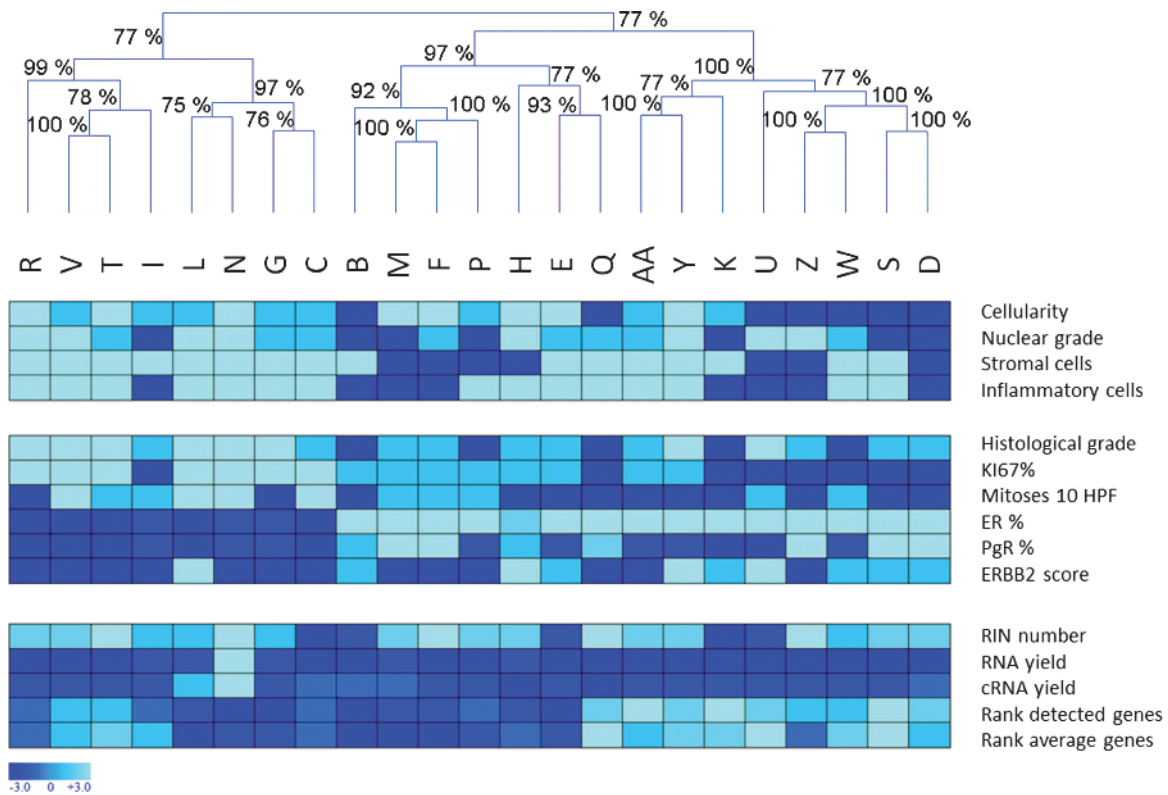 77 %
77 %
97 %
99 %
100 %
77 %
77 %
77 %
97 %
92 %
78 %
75 %
100 %
93 %
100 %
100 %
100 %
76 %
100 %
100 %
100 %
R V T I L N G C B M F P H E Q AA Y K U Z W S D
Cellularity
Nuclear grade
Stromal cells
Inflammatory cells
Histological grade
KI67%
Mitoses 10 HPF
ER %
PgR %
ERBB2 score
RIN number
RNA yield
cRNA yield
Rank detected genes
Rank average genes
-3.0 0 +3.0